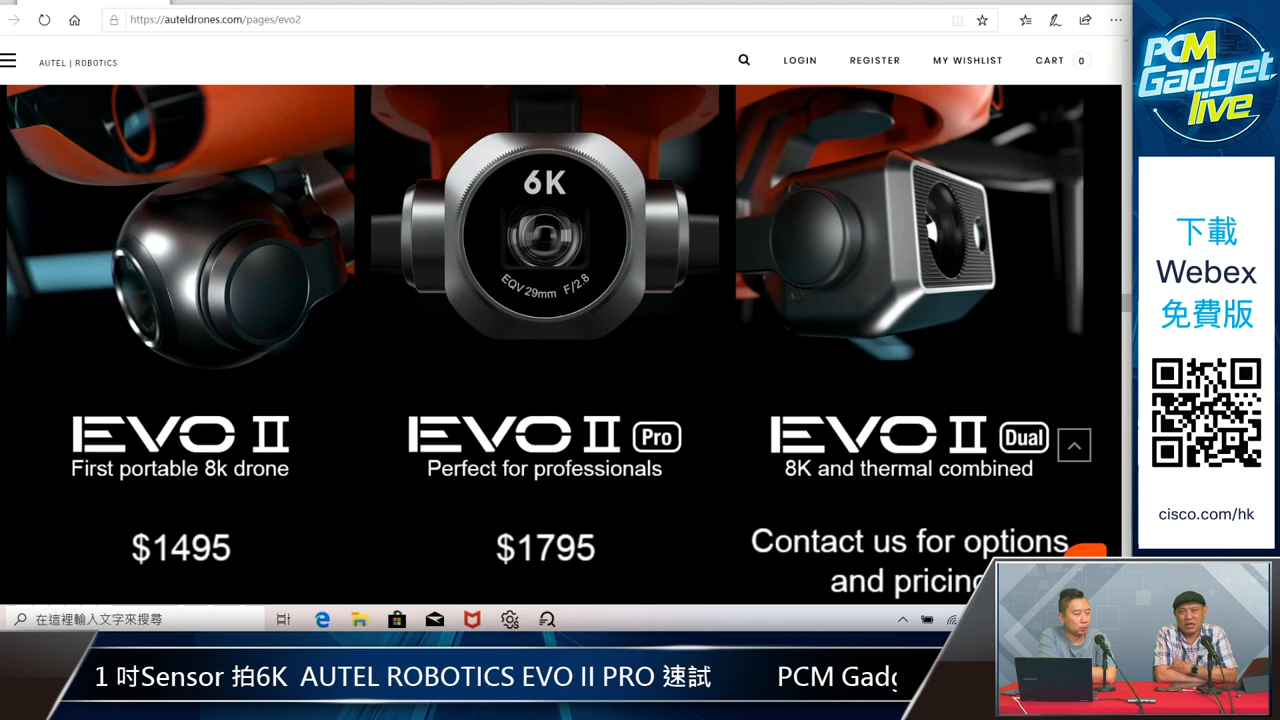 https://auteldrones.com/pages/evo2
AUTEL | ROBOTICS
LOGIN
REGISTER
MY WISHLIST
CART 0
6K
EQV 29mm F/2.8
EVO II
First portable 8k drone
$1495
EVO II Pro
Perfect for professionals
$1795
EVO II Dual
8K and thermal combined
Contact us for options
and pricing
在這裡輸入文字來搜尋
PCM
Gadget
live
下載
Webex
免費版
cisco.com/hk
1 吋Sensor 拍6K AUTEL ROBOTICS EVO II PRO 速試
PCM Gadg